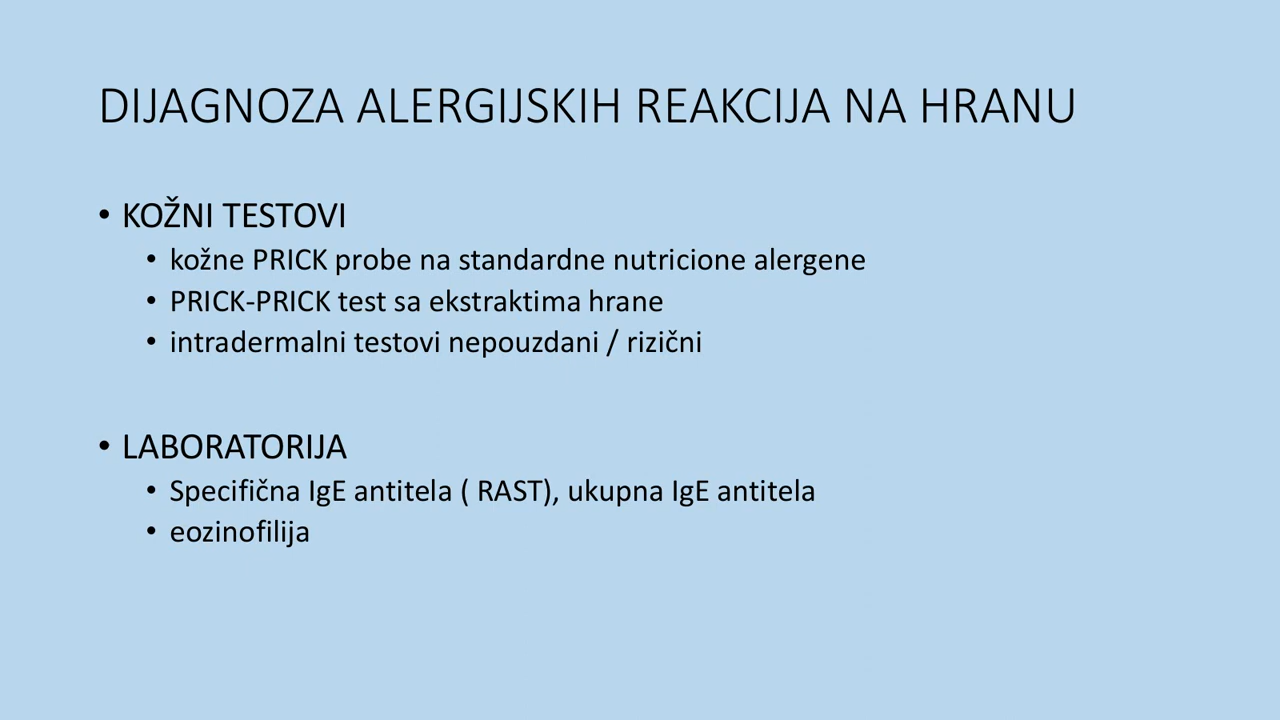 DIJAGNOZA ALERGIJSKIH REAKCIJA NA HRANU
• KOŽNI TESTOVI
• kožne PRICK probe na standardne nutricione alergene
• PRICK-PRICK test sa ekstraktima hrane
• intradermalni testovi nepouzdani / rizični
• LABORATORIJA
• Specifična IgE antitela ( RAST), ukupna IgE antitela
• eozinofilija